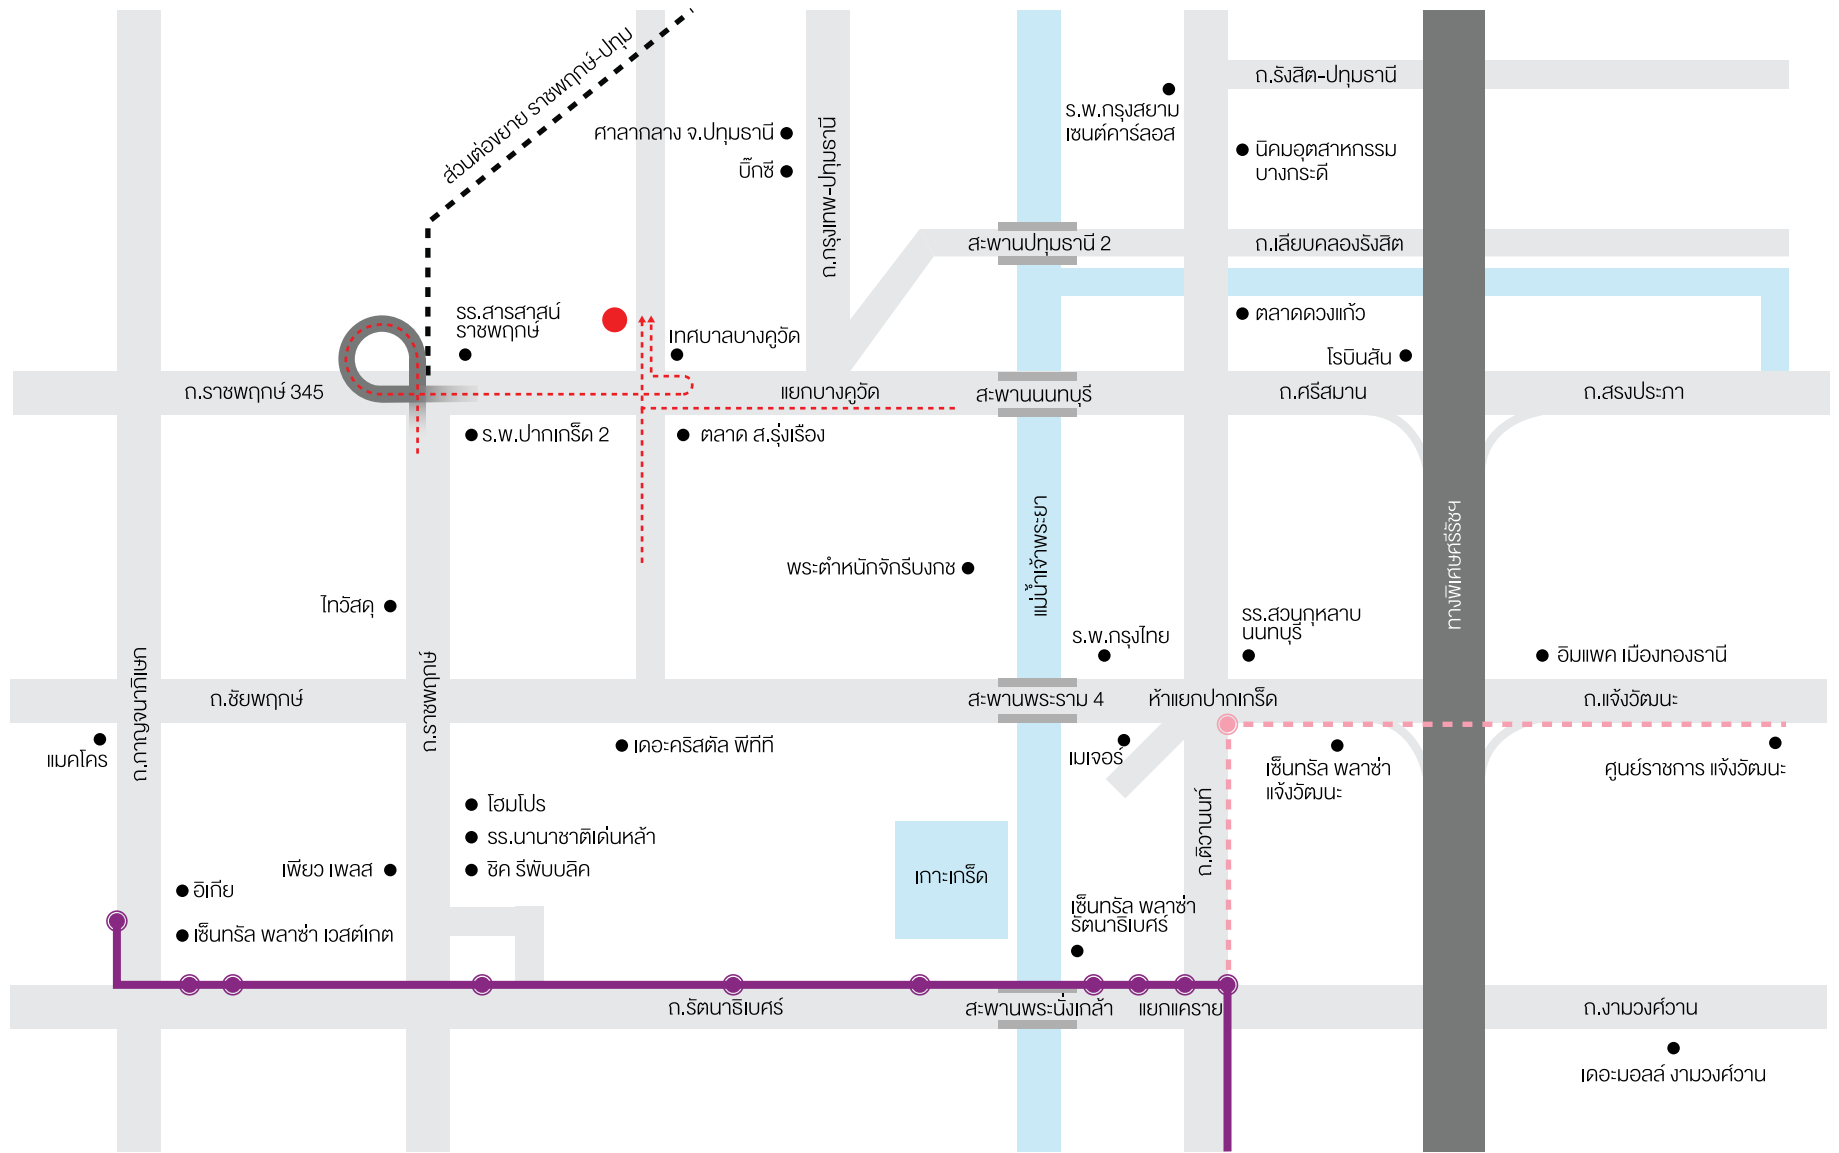 ส่วนต่อขยาย ราชพฤกษ์-ปทุม
ถ.รังสิต-ปทุมธานี
ร.พ.กรุงสยาม
เซนต์คาร์ลอส
ศาลากลาง จ.ปทุมธานี
บิ๊กซี
ถ.กรุงเทพ-ปทุมธานี
นิคมอุตสาหกรรม
บางกระดี
สะพานปทุมธานี 2
ถ.เลียบคลองรังสิต
รร.สารสาสน์
ราชพฤกษ์
เทศบาลบางคูวัด
ตลาดดวงแก้ว
โรบินสัน
ถ.ราชพฤกษ์ 345
แยกบางคูวัด
สะพานนนทบุรี
ถ.ศรีสมาน
ถ.สรงประภา
ร.พ.ปากเกร็ด 2
ตลาด ส.รุ่งเรือง
แม่น้ำเจ้าพระยา
ทางพิเศษศรีรัชฯ
พระตำหนักจักรีบงกช
ไทวัสดุ
ร.พ.กรุงไทย
รร.สวนกุหลาบ
นนทบุรี
อิมแพค เมืองทองธานี
ถ.กาญจนาภิเษก
ถ.ชัยพฤกษ์
ถ.ราชพฤกษ์
สะพานพระราม 4
ห้าแยกปากเกร็ด
ถ.แจ้งวัฒนะ
แมคโคร
เดอะคริสตัล พีทีที
เมเจอร์
เซ็นทรัล พลาซ่า
แจ้งวัฒนะ
ศูนย์ราชการ แจ้งวัฒนะ
โฮมโปร
รร.นานาชาติเด่นหล้า
ชิค รีพับบลิค
เพียว เพลส
ถ.ติวานนท์
เกาะเกร็ด
อิเกีย
เซ็นทรัล พลาซ่า เวสต์เกต
เซ็นทรัล พลาซ่า
รัตนาธิเบศร์
ถ.รัตนาธิเบศร์
สะพานพระนั่งเกล้า
แยกแคราย
ถ.งามวงศ์วาน
เดอะมอลล์ งามวงศ์วาน